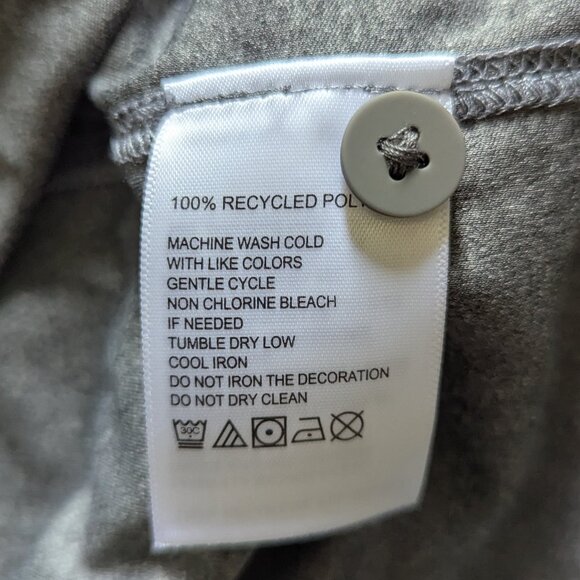 100% RECYCLED POLY
MACHINE WASH COLD
WITH LIKE COLORS
GENTLE CYCLE
NON CHLORINE BLEACH
IF NEEDED
TUMBLE DRY LOW
COOL IRON
DO NOT IRON THE DECORATION
DO NOT DRY CLEAN
30C